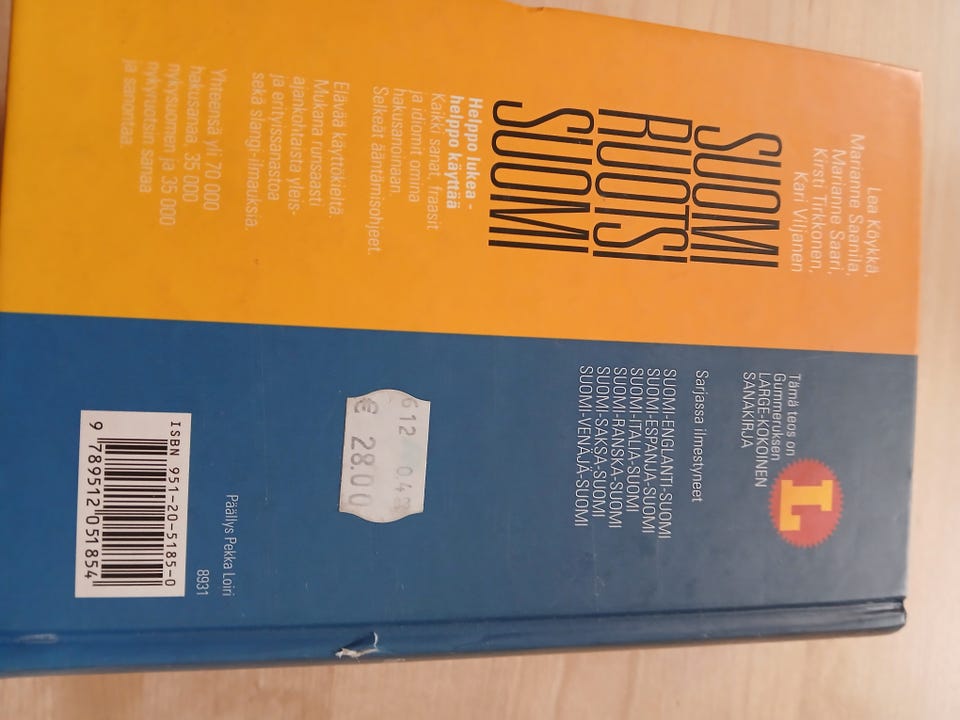 Lea Köykkä,
Marianne Saanila,
Marianne Saari,
Kirsti Tirkkonen,
Kari Viljanen
SUOMI
RUOTSI
SUOMI
Helppo lukea -
helppo käyttää
Kaikki sanat, fraasit
ja idiomit omina
hakusanoinaan.
Selkeät ääntämisohjeet.
Elävää käyttökieltä.
Mukana runsaasti
ajankohtaista yleis-
ja erityissanastoa
sekä slangi-ilmauksia.
Yhteensä yli 70 000
hakusanaa, 35 000
nykysuomen ja 35 000
nykyruotsin sanaa
ja sanontaa.
L
Tämä teos on
Gummeruksen
LARGE-KOKOINEN
SANAKIRJA
Sarjassa ilmestyneet
SUOMI-ENGLANTI-SUOMI
SUOMI-ESPANJA-SUOMI
SUOMI-ITALIA-SUOMI
SUOMI-RANSKA-SUOMI
SUOMI-SAKSA-SUOMI
SUOMI-VENÄJÄ-SUOMI
612 04
€ 28.00
Päällys Pekka Loiri
8931
ISBN 951-20-5185-0
9 789512 051854